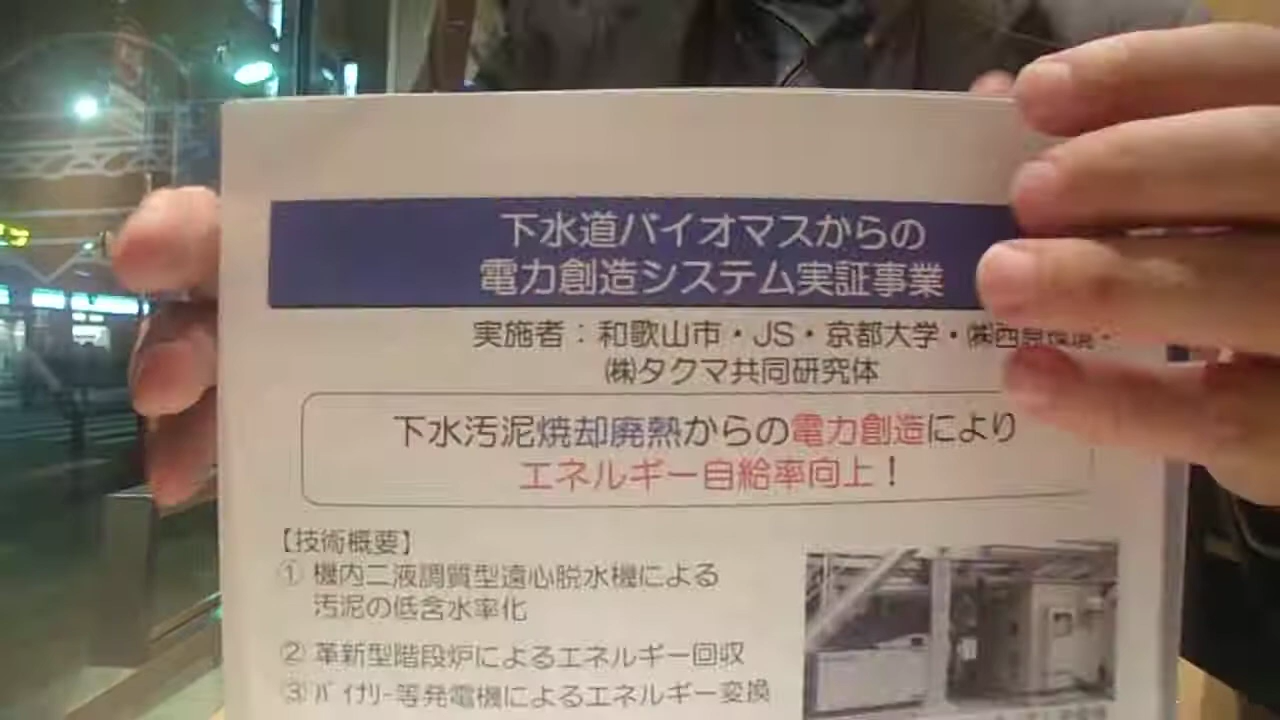 下水道バイオマスからの
電力創造システム実証事業
実施者：和歌山市・JS・京都大学・㈱西原環境・
㈱タクマ共同研究体
下水汚泥焼却廃熱からの電力創造により
エネルギー自給率向上！
【技術概要】
① 機内二液調質型遠心脱水機による
汚泥の低含水率化
② 革新型階段炉によるエネルギー回収
③ ﾊﾞｲﾅﾘｰ等発電機によるエネルギー変換